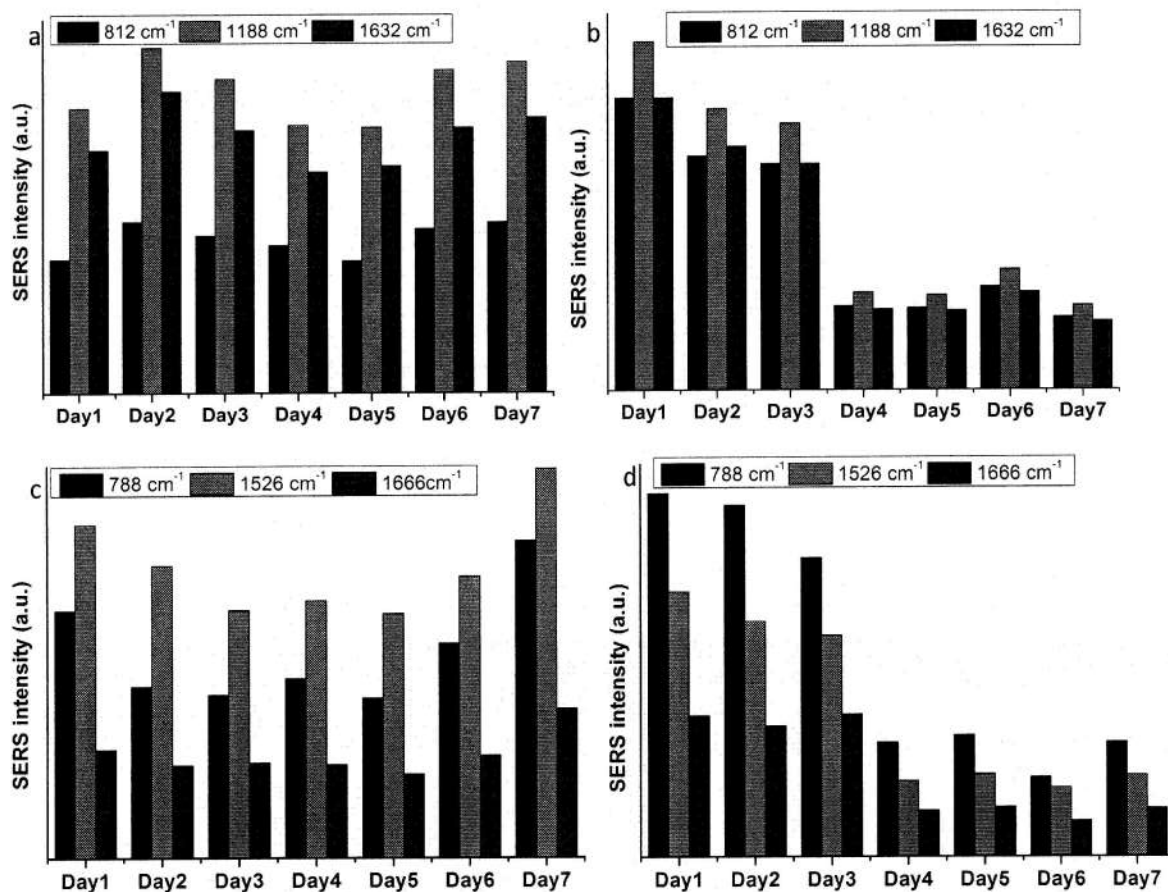 a
812 cm⁻¹ 1188 cm⁻¹ 1632 cm⁻¹
SERS intensity (a.u.)
Day1 Day2 Day3 Day4 Day5 Day6 Day7
b
812 cm⁻¹ 1188 cm⁻¹ 1632 cm⁻¹
SERS intensity (a.u.)
Day1 Day2 Day3 Day4 Day5 Day6 Day7
c
788 cm⁻¹ 1526 cm⁻¹ 1666cm⁻¹
SERS intensity (a.u.)
Day1 Day2 Day3 Day4 Day5 Day6 Day7
d
788 cm⁻¹ 1526 cm⁻¹ 1666 cm⁻¹
SERS intensity (a.u.)
Day1 Day2 Day3 Day4 Day5 Day6 Day7